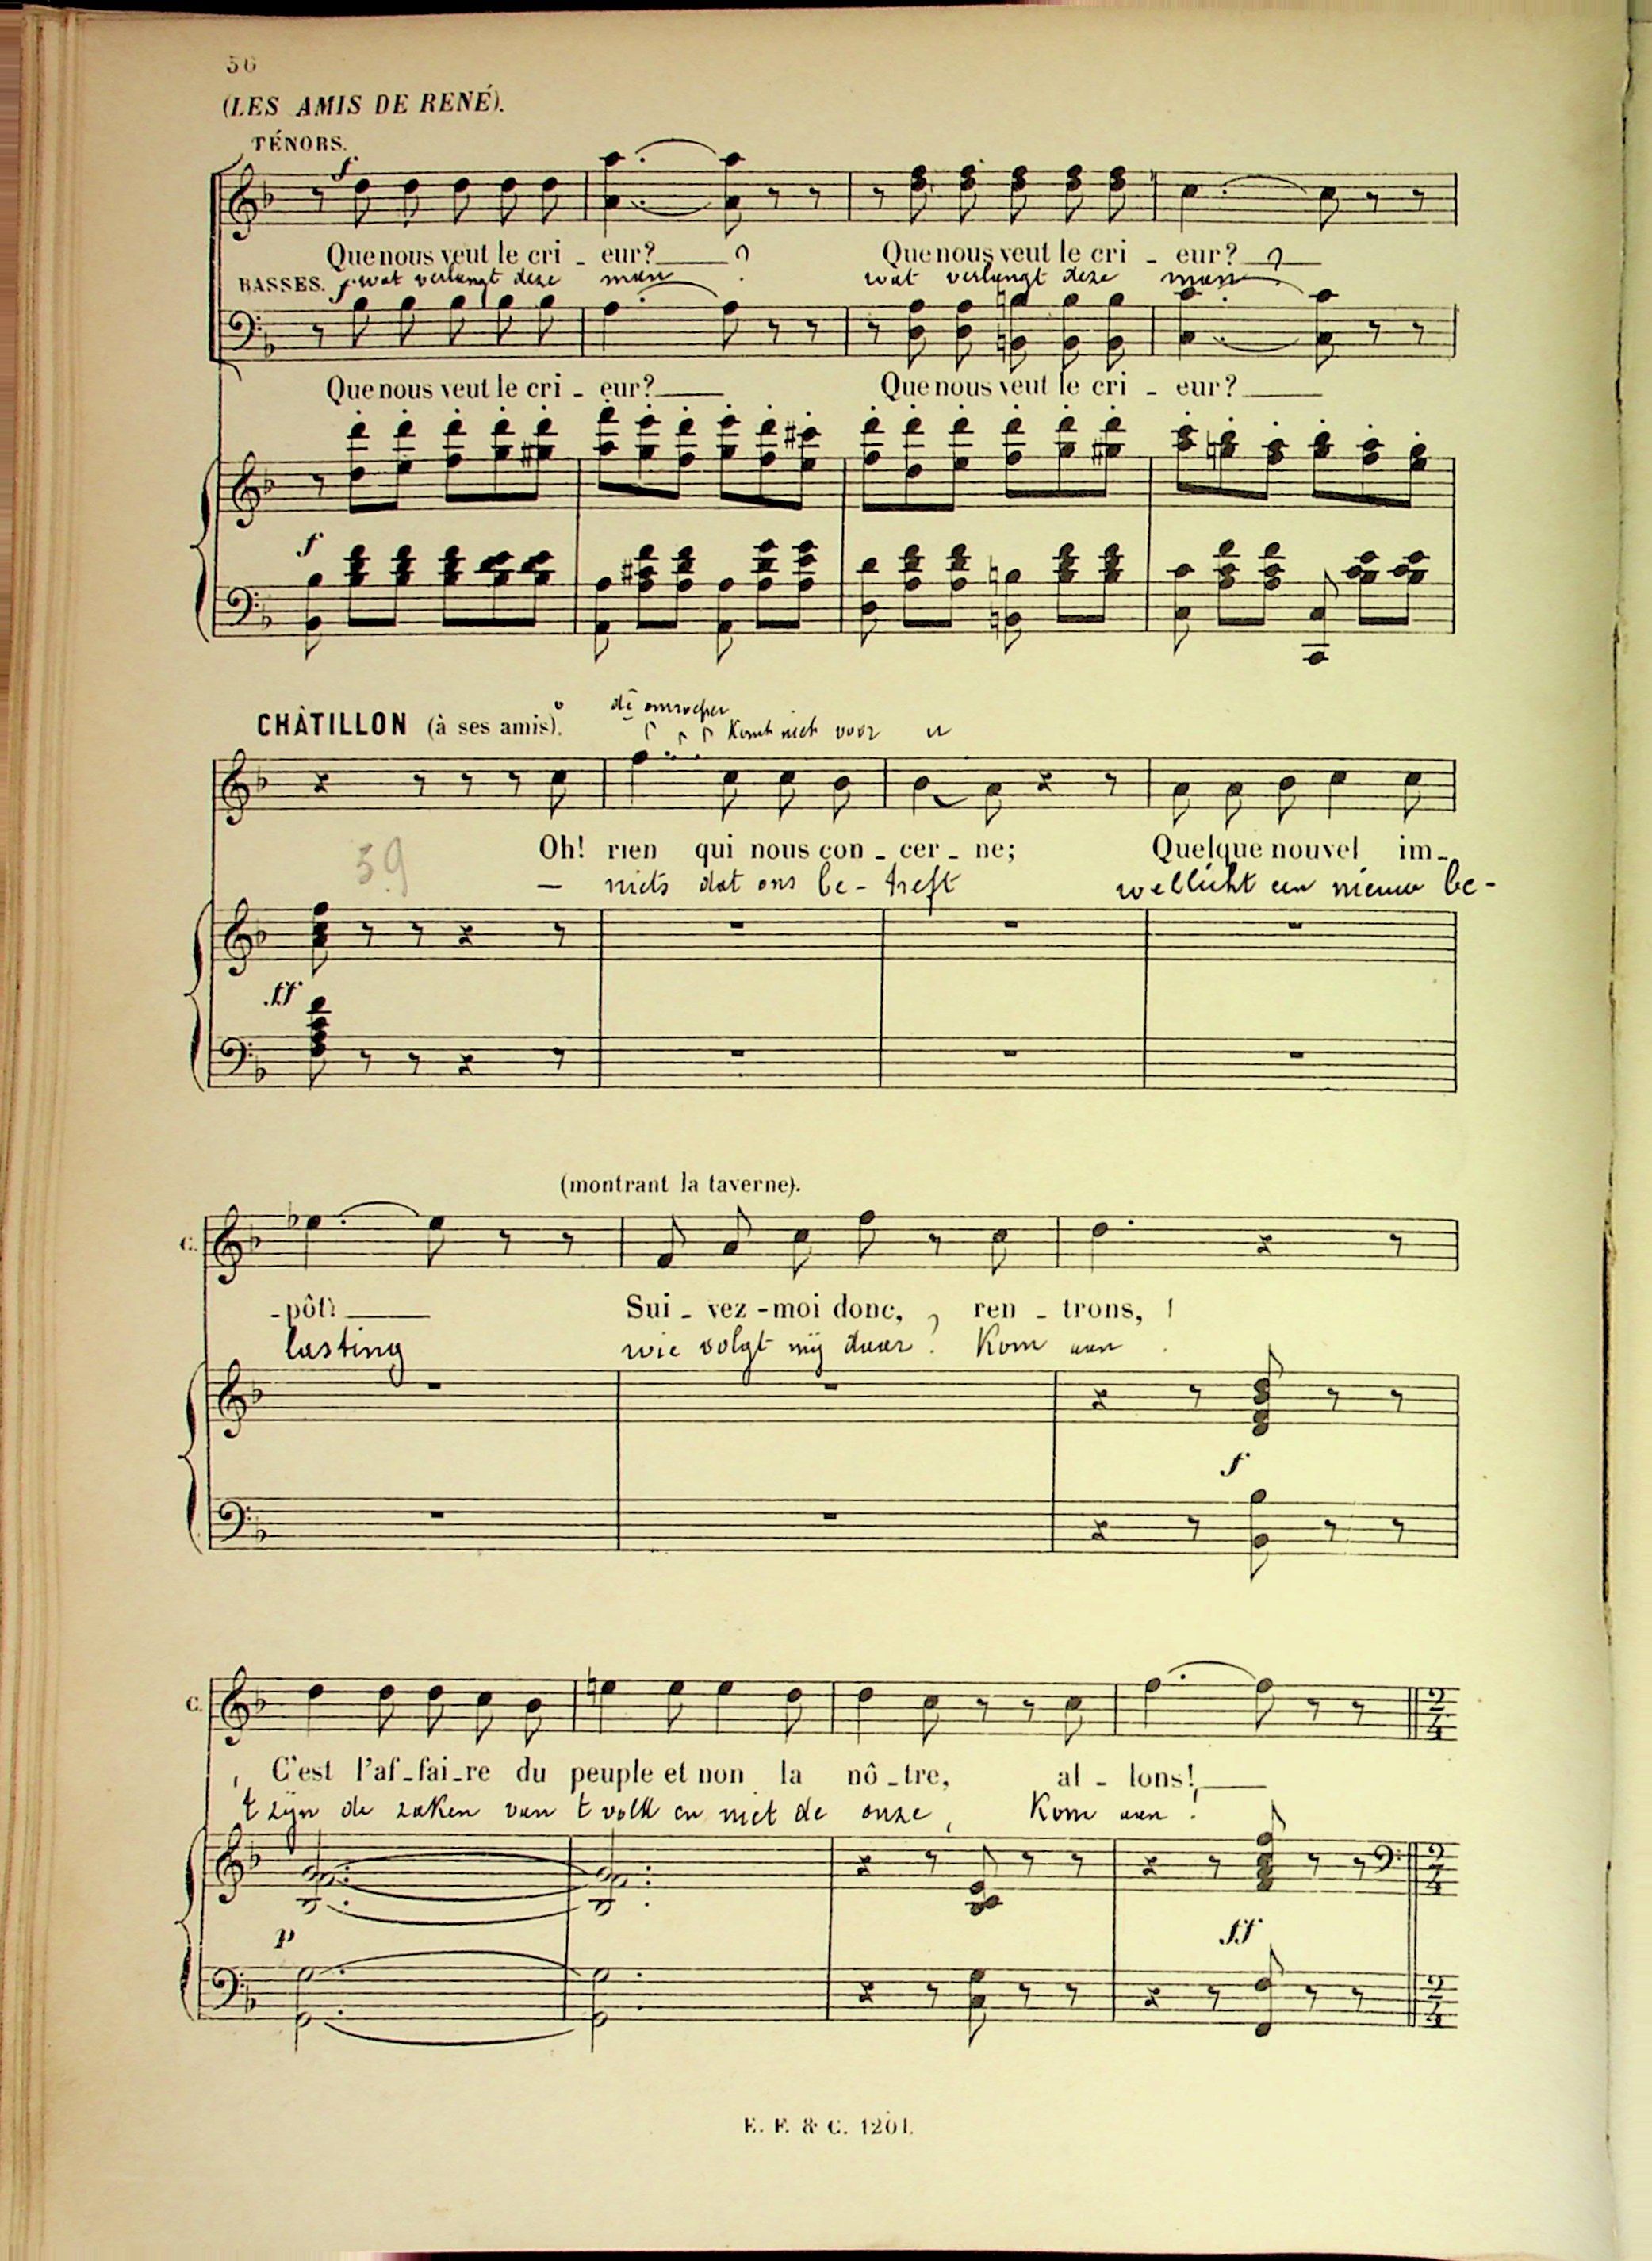 56
(LES AMIS DE RENÉ).
TÉNORS.
f
Que nous veut le cri - eur? ? Que nous veut le cri - eur? ?
BASSES. f wat verlangt deze man wat verlangt deze man
Que nous veut le cri - eur? Que nous veut le cri - eur?
f
de omroeper
CHÂTILLON (à ses amis). komt niet voor
Oh! rien qui nous con - cer - ne; Quelque nouvel im-
59
— niets dat ons be - treft wellicht een nieuw be-
ff
(montrant la taverne).
C.
-pôt! Sui - vez - moi donc, ren - trons, !
lasting wie volgt mij daar? Kom aan
f
C.
C'est l'af - fai - re du peuple et non la nô - tre, al - lons!
't zijn de zaken van 't volk en niet de onze, Kom aan!
p
ff
2/4
E. F. & C. 1201.